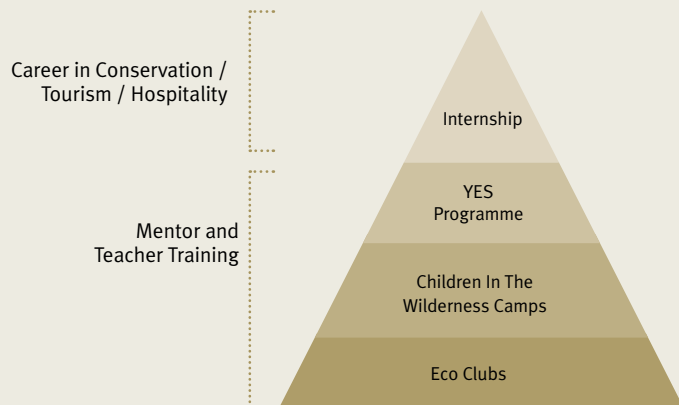 Career in Conservation /
Tourism / Hospitality
Internship
YES
Programme
Mentor and
Teacher Training
Children In The
Wilderness Camps
Eco Clubs